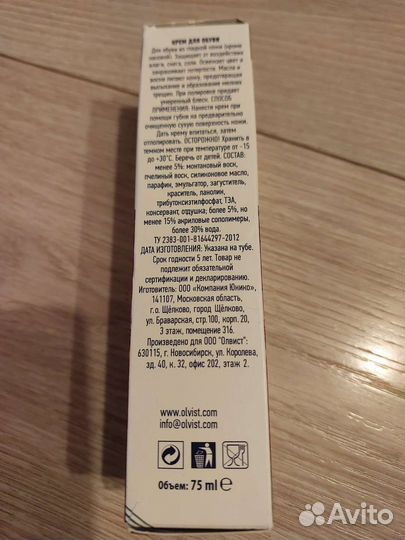 КРЕМ ДЛЯ ОБУВИ
Для обуви из гладкой кожи (кроме
лаковой). Защищает от воздействия
влаги, снега, соли. Освежает цвет и
закрашивает потертости. Масла и
воски питают кожу, предотвращая
высыпание и образование мелких
трещин. При полировке придает
умеренный блеск. СПОСОБ
ПРИМЕНЕНИЯ: Нанести крем при
помощи губки на предварительно
очищенную сухую поверхность кожи.
Дать крему впитаться, затем
отполировать. ОСТОРОЖНО! Хранить в
темном месте при температуре от - 15
до +30°С. Беречь от детей. СОСТАВ:
менее 5%: монтановый воск,
пчелиный воск, силиконовое масло,
парафин, эмульгатор, загуститель,
краситель, ланолин,
трибутоксиэтилфосфат, ТЭА,
консервант, отдушка; более 5%, но
менее 15% акриловые сополимеры,
более 30% вода.
ТУ 2383-001-81644297-2012
ДАТА ИЗГОТОВЛЕНИЯ: Указана на тубе.
Срок годности 5 лет. Товар не
подлежит обязательной
сертификации и декларированию.
Изготовитель: ООО «Компания Юнико»,
141107, Московская область,
г.о. Щёлково, город Щёлково,
ул. Браварская, стр.100, корп. 20,
3 этаж, помещение 316.
Произведено для ООО "Олвист":
630115, г. Новосибирск, ул. Королева,
зд. 40, к. 32, офис 202, этаж 2.
www.olvist.com
info@olvist.com
Объем: 75 ml ℮
Avito